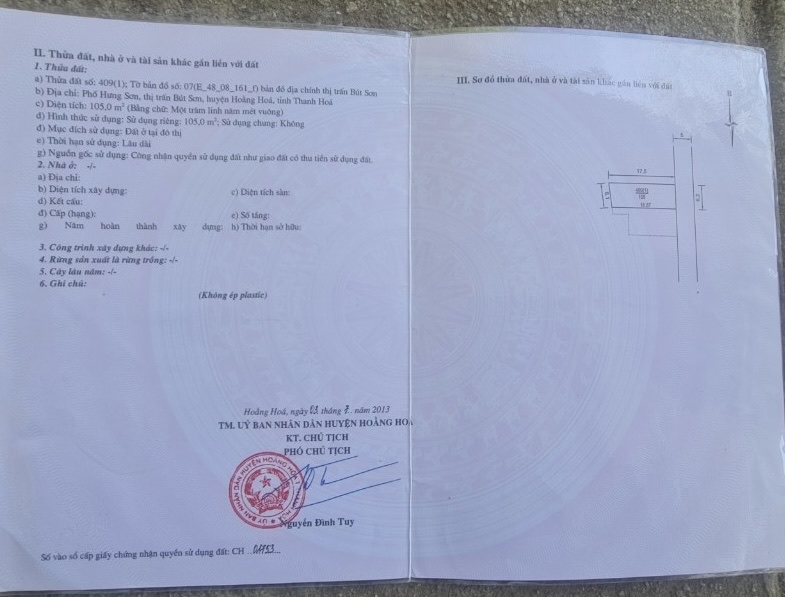 II. Thửa đất, nhà ở và tài sản khác gắn liền với đất
1. Thửa đất:
a) Thửa đất số: 409(1); Tờ bản đồ số: 07(E_48_08_161_f) bản đồ địa chính thị trấn Bút Sơn
b) Địa chỉ: Phố Hưng Sơn, thị trấn Bút Sơn, huyện Hoằng Hoá, tỉnh Thanh Hoá
c) Diện tích: 105,0 m² (Bằng chữ: Một trăm linh năm mét vuông)
d) Hình thức sử dụng: Sử dụng riêng: 105,0 m²; Sử dụng chung: Không
đ) Mục đích sử dụng: Đất ở tại đô thị
e) Thời hạn sử dụng: Lâu dài
g) Nguồn gốc sử dụng: Công nhận quyền sử dụng đất như giao đất có thu tiền sử dụng đất.
2. Nhà ở: -/-
a) Địa chỉ:
b) Diện tích xây dựng: c) Diện tích sàn:
d) Kết cấu:
đ) Cấp (hạng): e) Số tầng:
g) Năm hoàn thành xây dựng: h) Thời hạn sở hữu:
3. Công trình xây dựng khác: -/-
4. Rừng sản xuất là rừng trồng: -/-
5. Cây lâu năm: -/-
6. Ghi chú:
(Không ép plastic)
Hoằng Hoá, ngày 03 tháng 7 năm 2013
TM. UỶ BAN NHÂN DÂN HUYỆN HOẰNG HOÁ
KT. CHỦ TỊCH
PHÓ CHỦ TỊCH
Nguyễn Đình Tuy
Số vào sổ cấp giấy chứng nhận quyền sử dụng đất: CH
III. Sơ đồ thửa đất, nhà ở và tài sản khác gắn liền với đất
B
17,5